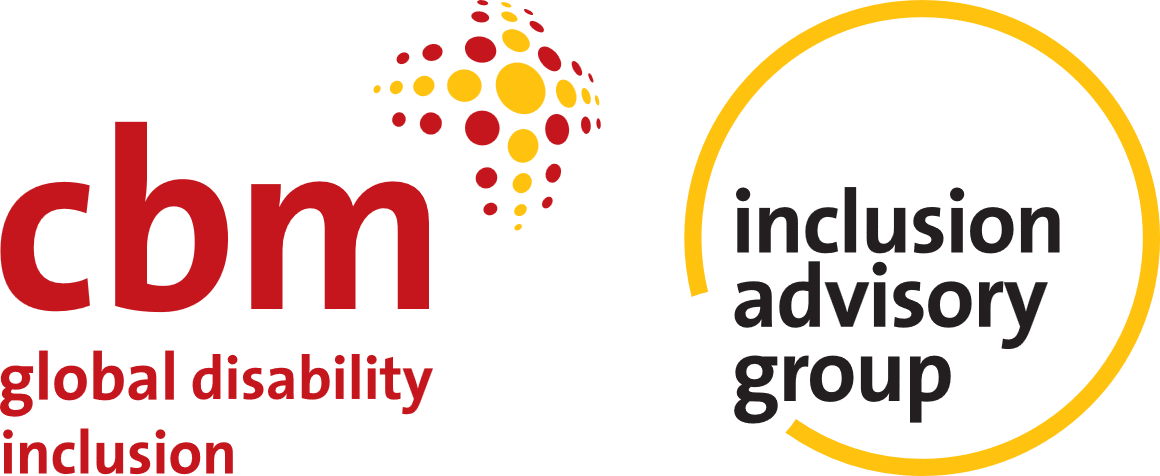 cbm
global disability
inclusion
inclusion
advisory
group